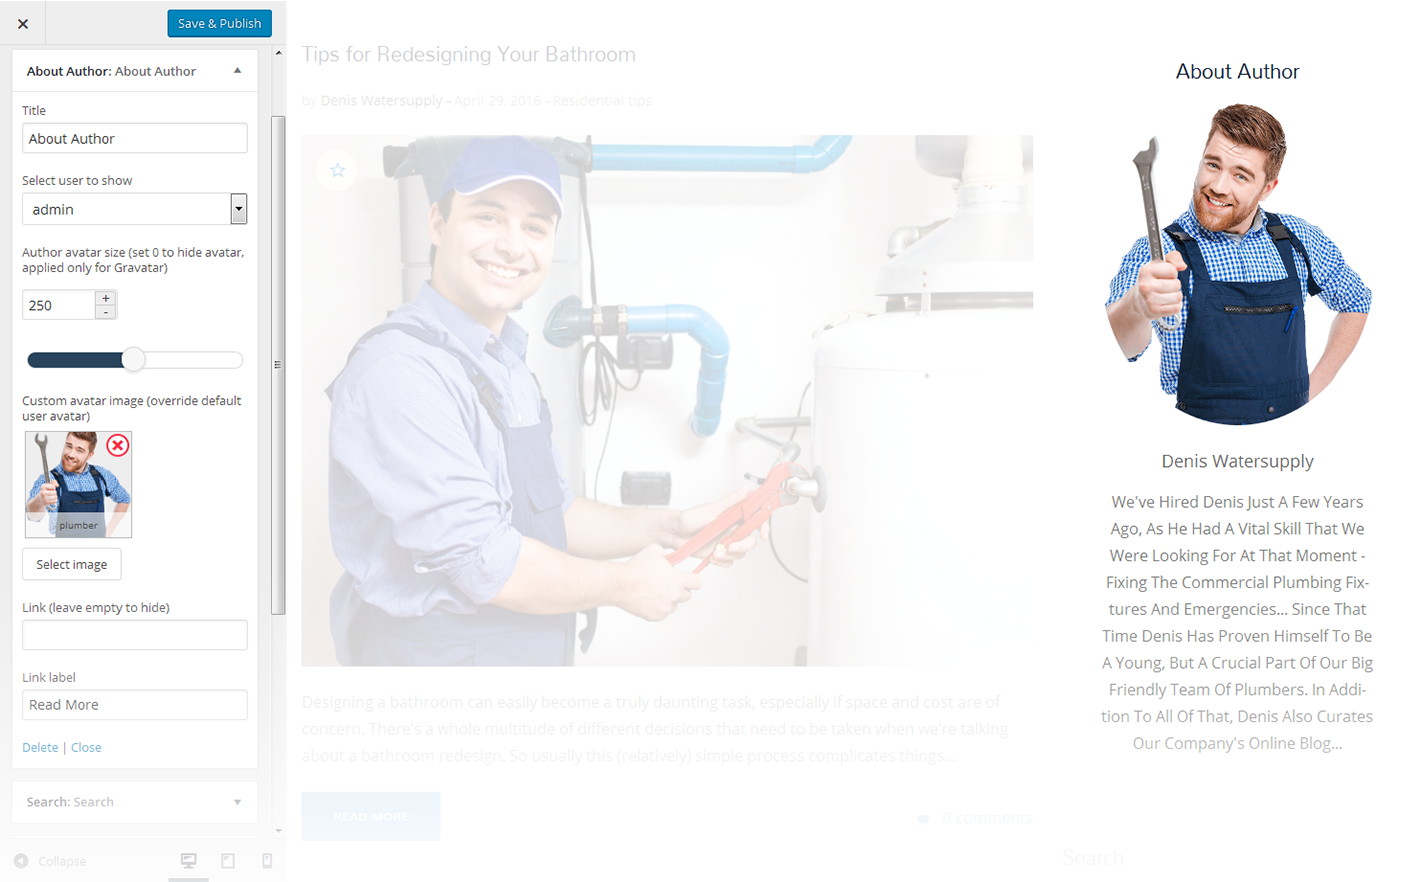 Save & Publish
About Author: About Author
Title
About Author
Select user to show
admin
Author avatar size (set 0 to hide avatar,
applied only for Gravatar)
250
+
-
Custom avatar image (override default
user avatar)
plumber
Select image
Link (leave empty to hide)
Link label
Read More
Delete | Close
Search: Search
Collapse
Tips for Redesigning Your Bathroom
by Denis Watersupply – April 29, 2016 – Residential tips
Designing a bathroom can easily become a truly daunting task, especially if space and cost are of
concern. There's a whole multitude of different decisions that need to be taken when we're talking
about a bathroom redesign. So usually this (relatively) simple process complicates things...
READ MORE
0 comments
About Author
Denis Watersupply
We've Hired Denis Just A Few Years
Ago, As He Had A Vital Skill That We
Were Looking For At That Moment -
Fixing The Commercial Plumbing Fix-
tures And Emergencies... Since That
Time Denis Has Proven Himself To Be
A Young, But A Crucial Part Of Our Big
Friendly Team Of Plumbers. In Addi-
tion To All Of That, Denis Also Curates
Our Company's Online Blog...
Search